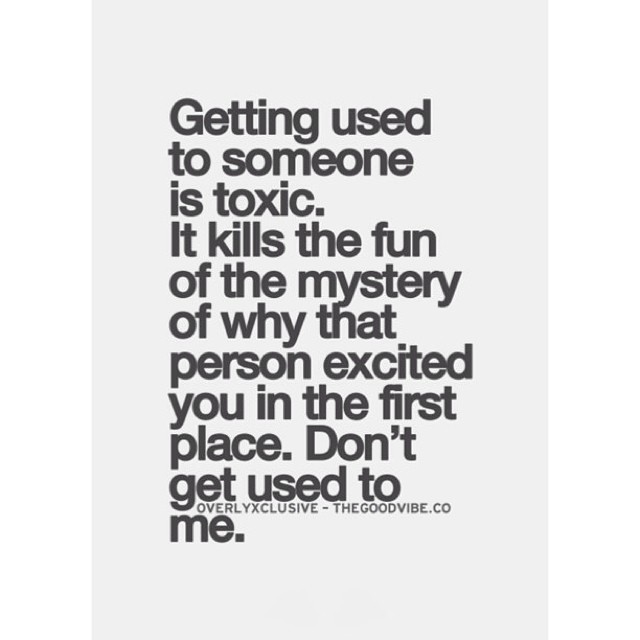 Getting used
to someone
is toxic.
It kills the fun
of the mystery
of why that
person excited
you in the first
place. Don't
get used to
OVERLYXCLUSIVE - THEGOODVIBE.CO
me.